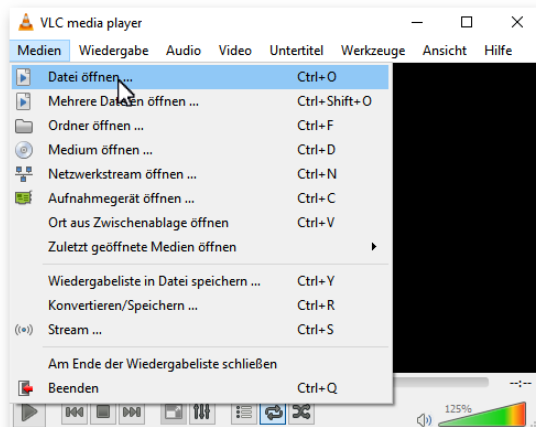 VLC media player
Medien Wiedergabe Audio Video Untertitel Werkzeuge Ansicht Hilfe
Datei öffnen ... Ctrl+O
Mehrere Dateien öffnen ... Ctrl+Shift+O
Ordner öffnen ... Ctrl+F
Medium öffnen ... Ctrl+D
Netzwerkstream öffnen ... Ctrl+N
Aufnahmegerät öffnen ... Ctrl+C
Ort aus Zwischenablage öffnen Ctrl+V
Zuletzt geöffnete Medien öffnen
Wiedergabeliste in Datei speichern ... Ctrl+Y
Konvertieren/Speichern ... Ctrl+R
Stream ... Ctrl+S
Am Ende der Wiedergabeliste schließen
Beenden Ctrl+Q
--:--
125%